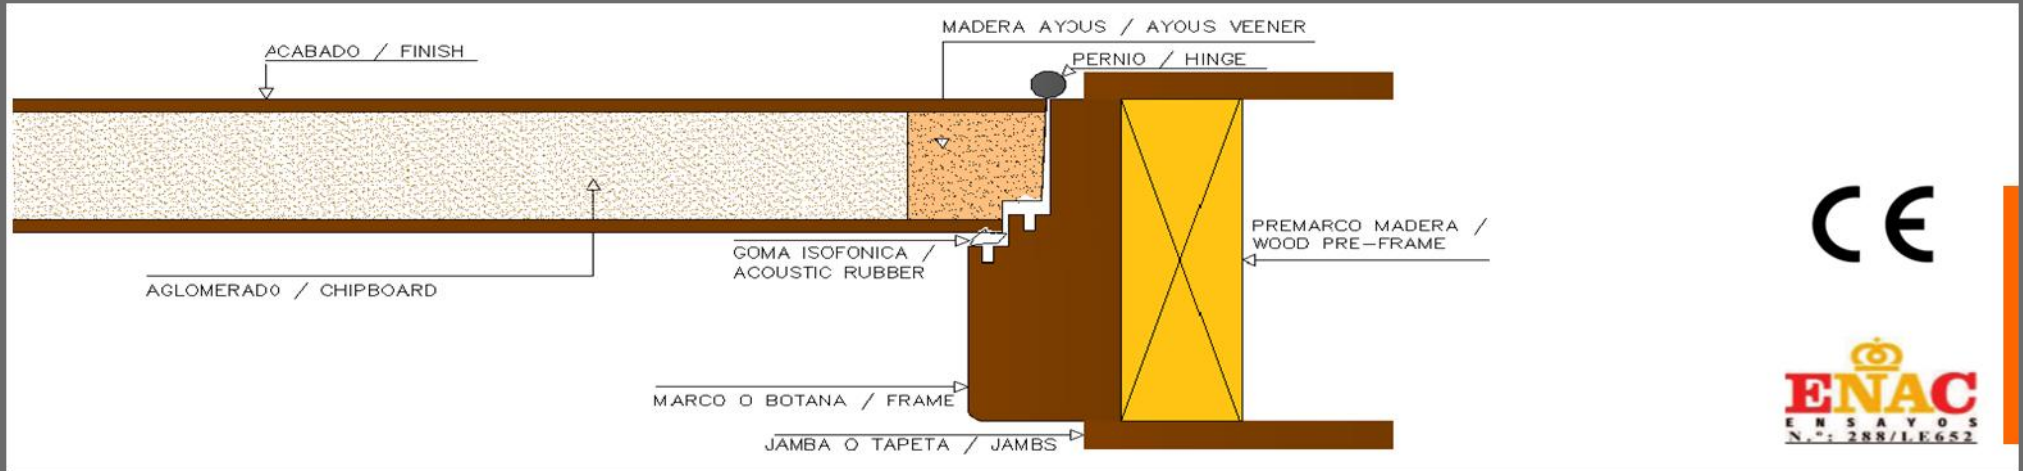 MADERA AYOUS / AYOUS VEENER
ACABADO / FINISH
PERNIO / HINGE
PREMARCO MADERA /
WOOD PRE-FRAME
GOMA ISOFONICA /
ACOUSTIC RUBBER
AGLOMERADO / CHIPBOARD
MARCO O BOTANA / FRAME
JAMBA O TAPETA / JAMBS
CE
ENAC
ENSAYOS
N.º: 288/LE652